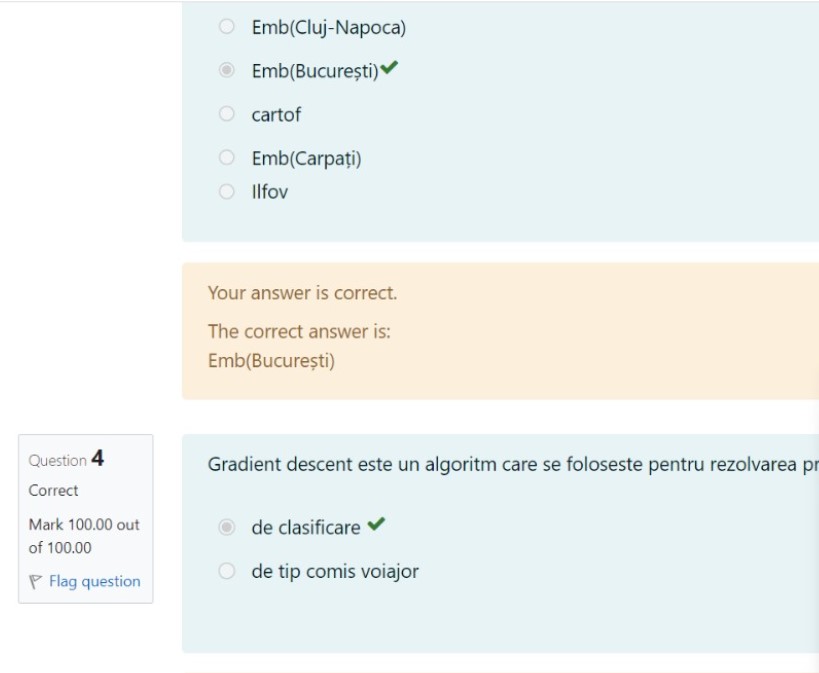 Emb(Cluj-Napoca)
Emb(București)
cartof
Emb(Carpați)
Ilfov
Your answer is correct.
The correct answer is:
Emb(București)
Question 4
Correct
Mark 100.00 out
of 100.00
Flag question
Gradient descent este un algoritm care se foloseste pentru rezolvarea
de clasificare
de tip comis voiajor